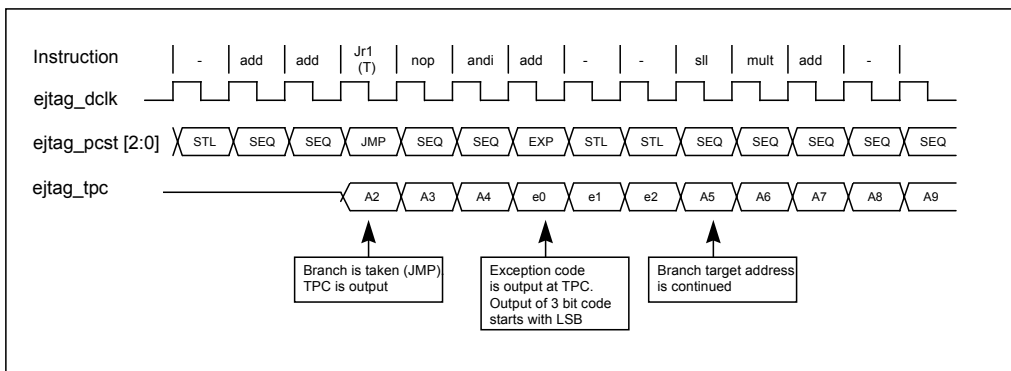 Instruction - add add Jr1 (T) nop andi add - - sll mult add -
ejtag_dclk
ejtag_pcst [2:0] STL SEQ SEQ JMP SEQ SEQ EXP STL STL SEQ SEQ SEQ SEQ SEQ
ejtag_tpc A2 A3 A4 e0 e1 e2 A5 A6 A7 A8 A9
Branch is taken (JMP).
TPC is output
Exception code
is output at TPC.
Output of 3 bit code
starts with LSB
Branch target address
is continued